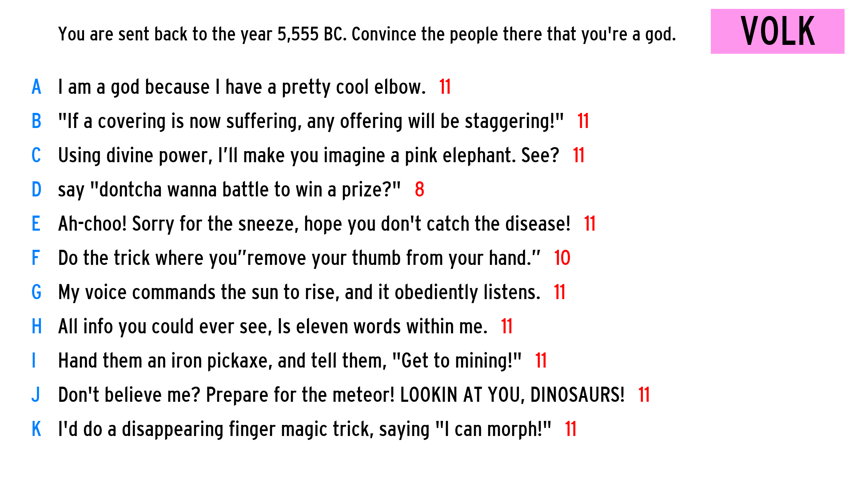 You are sent back to the year 5,555 BC. Convince the people there that you're a god.
VOLK
A I am a god because I have a pretty cool elbow. 11
B "If a covering is now suffering, any offering will be staggering!" 11
C Using divine power, I’ll make you imagine a pink elephant. See? 11
D say "dontcha wanna battle to win a prize?" 8
E Ah-choo! Sorry for the sneeze, hope you don't catch the disease! 11
F Do the trick where you”remove your thumb from your hand.” 10
G My voice commands the sun to rise, and it obediently listens. 11
H All info you could ever see, Is eleven words within me. 11
I Hand them an iron pickaxe, and tell them, "Get to mining!" 11
J Don't believe me? Prepare for the meteor! LOOKIN AT YOU, DINOSAURS! 11
K I'd do a disappearing finger magic trick, saying "I can morph!" 11